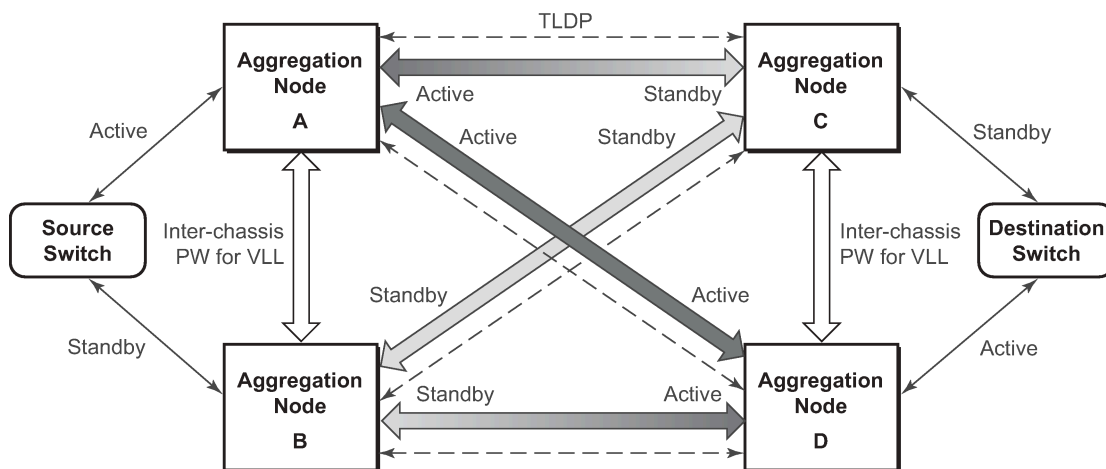 TLDP
Aggregation
Node
A
Aggregation
Node
C
Active
Standby
Active
Standby
Active
Standby
Source
Switch
Inter-chassis
PW for VLL
Inter-chassis
PW for VLL
Destination
Switch
Standby
Active
Standby
Active
Aggregation
Node
B
Standby
Active
Aggregation
Node
D